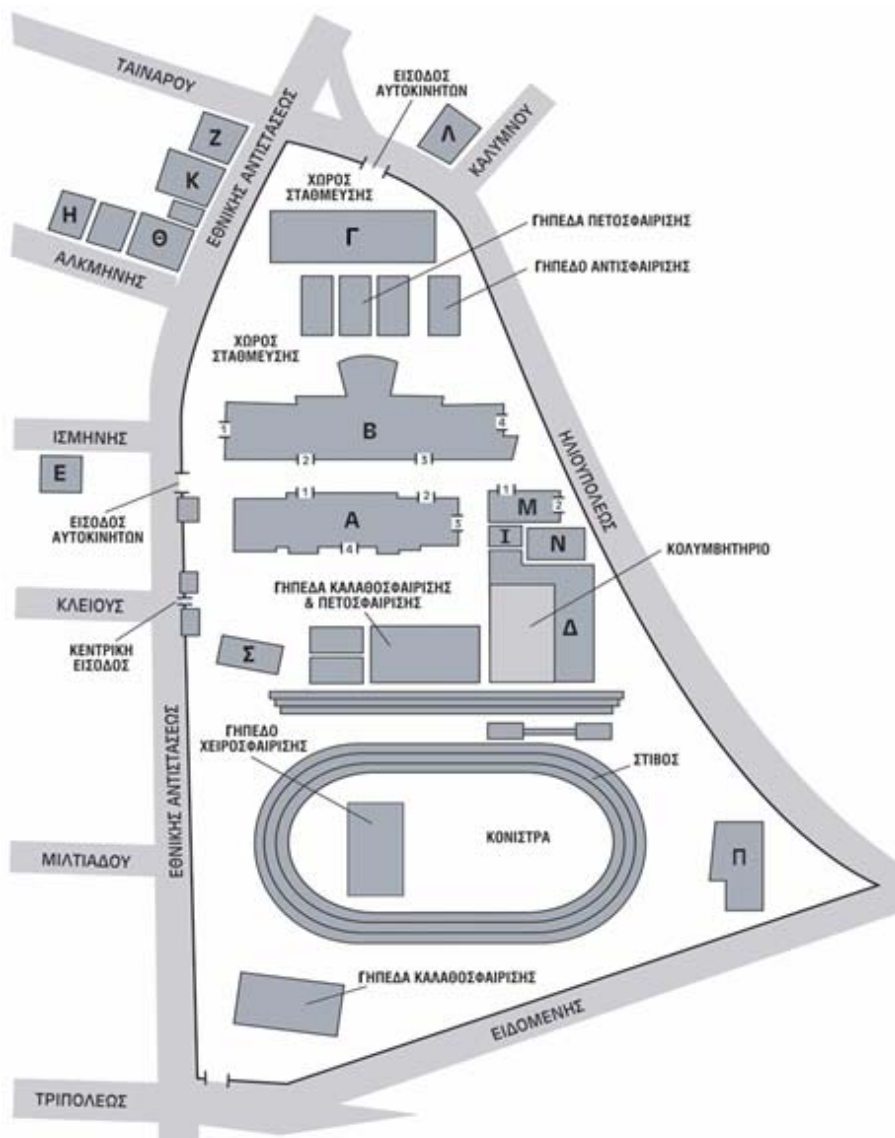 ΤΑΙΝΑΡΟΥ
ΕΙΣΟΔΟΣ
ΑΥΤΟΚΙΝΗΤΩΝ
Λ
ΚΑΛΥΜΝΟΥ
Ζ
Κ
ΕΘΝΙΚΗΣ ΑΝΤΙΣΤΑΣΕΩΣ
ΧΩΡΟΣ
ΣΤΑΘΜΕΥΣΗΣ
Η
Θ
Γ
ΓΗΠΕΔΑ ΠΕΤΟΣΦΑΙΡΙΣΗΣ
ΑΛΚΜΗΝΗΣ
ΓΗΠΕΔΟ ΑΝΤΙΣΦΑΙΡΙΣΗΣ
ΧΩΡΟΣ
ΣΤΑΘΜΕΥΣΗΣ
ΙΣΜΗΝΗΣ
1
Β
4
2
3
ΗΛΙΟΥΠΟΛΕΩΣ
Ε
ΕΙΣΟΔΟΣ
ΑΥΤΟΚΙΝΗΤΩΝ
1
2
Α
3
4
1
Μ
2
Ι
Ν
ΚΟΛΥΜΒΗΤΗΡΙΟ
ΚΛΕΙΟΥΣ
ΓΗΠΕΔΑ ΚΑΛΑΘΟΣΦΑΙΡΙΣΗΣ
& ΠΕΤΟΣΦΑΙΡΙΣΗΣ
Δ
ΚΕΝΤΡΙΚΗ
ΕΙΣΟΔΟΣ
Σ
ΕΘΝΙΚΗΣ ΑΝΤΙΣΤΑΣΕΩΣ
ΓΗΠΕΔΟ
ΧΕΙΡΟΣΦΑΙΡΙΣΗΣ
ΣΤΙΒΟΣ
ΚΟΝΙΣΤΡΑ
ΜΙΛΤΙΑΔΟΥ
Π
ΓΗΠΕΔΑ ΚΑΛΑΘΟΣΦΑΙΡΙΣΗΣ
ΕΙΔΟΜΕΝΗΣ
ΤΡΙΠΟΛΕΩΣ